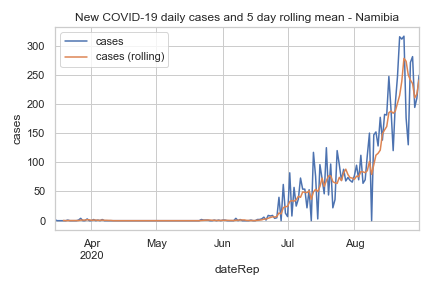 New COVID-19 daily cases and 5 day rolling mean - Namibia
cases
cases (rolling)
300
250
200
150
100
50
0
cases
Apr
2020
May
Jun
Jul
Aug
dateRep